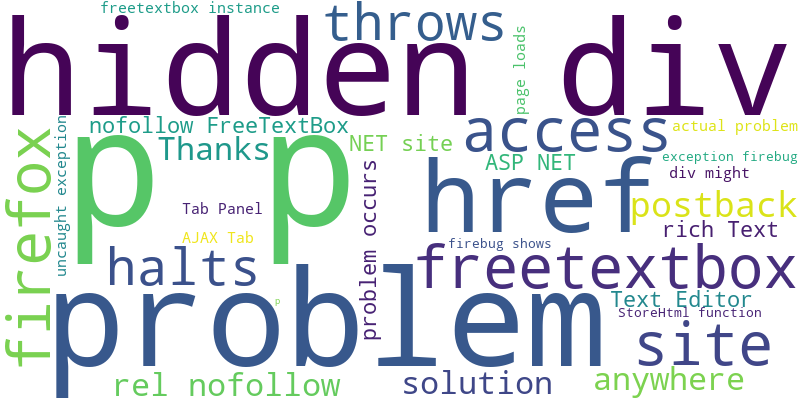 freetextbox instance
throws
hidden div
page loads
uncaught exception
nofollow FreeTextBox
access
actual problem
firefox
p p
Thanks
NET site
ASP NET
exception firebug
href
div might
problem occurs
Tab Panel
postback
rich Text
AJAX Tab
firebug shows
halts
freetextbox
problem
p
Text Editor
StoreHtml function
site
rel nofollow
solution
anywhere